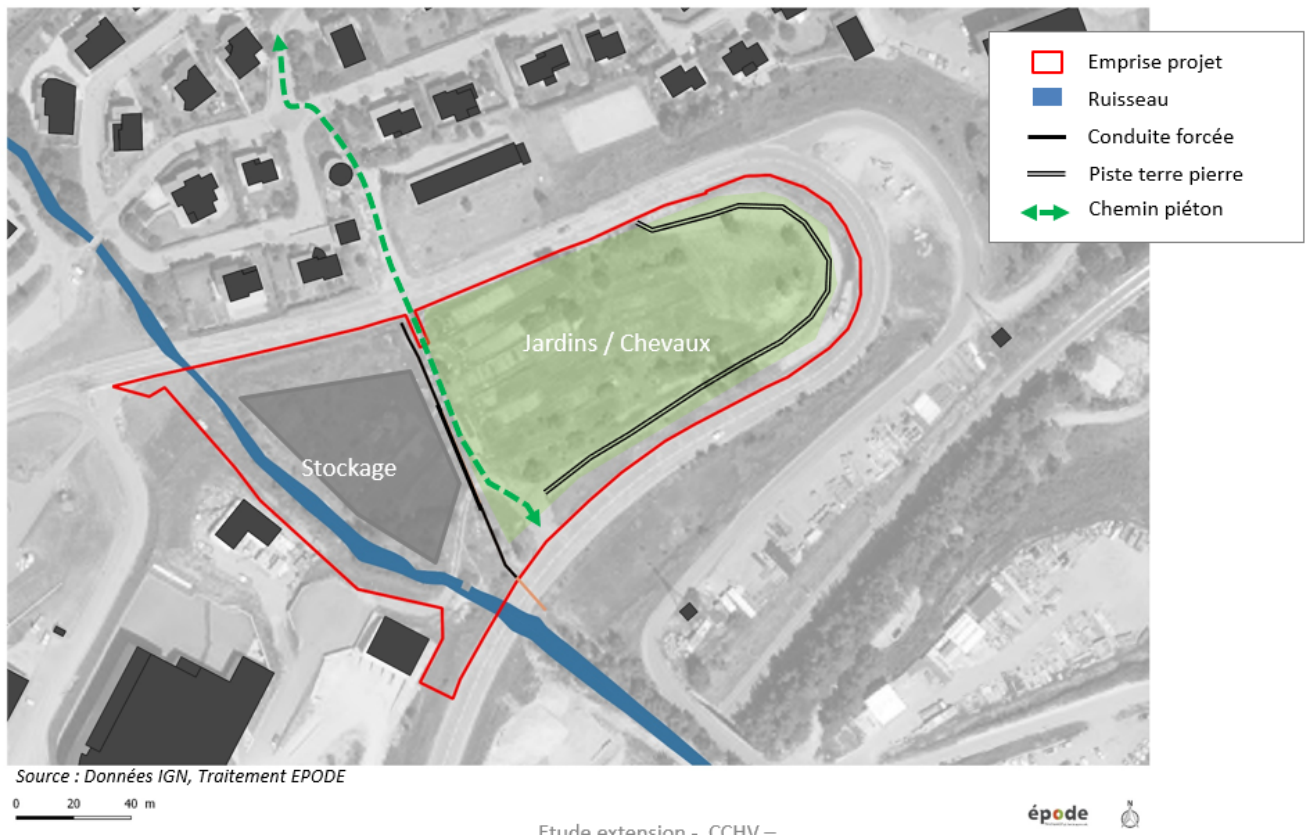 Emprise projet
Ruisseau
Conduite forcée
Piste terre pierre
Chemin piéton
Jardins / Chevaux
Stockage
Source : Données IGN, Traitement EPODE
0 20 40 m
épode
N
Etude extension - CCHV –